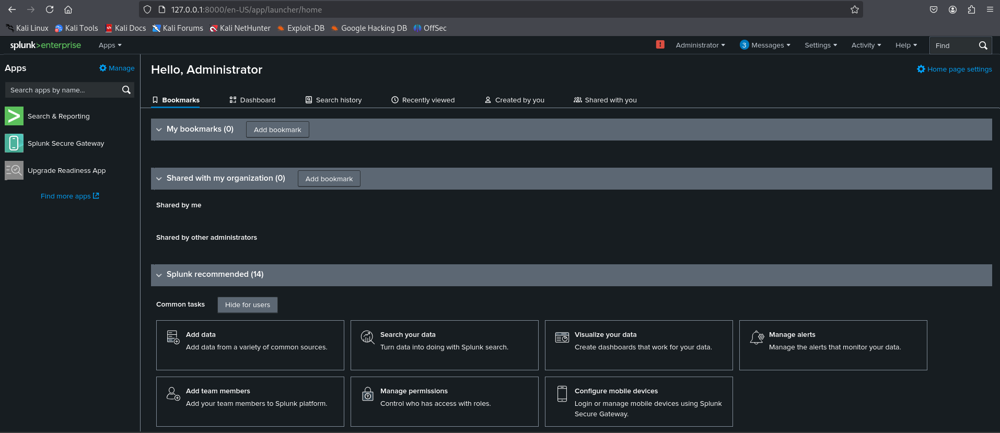 127.0.0.1:8000/en-US/app/launcher/home
Kali Linux Kali Tools Kali Docs Kali Forums Kali NetHunter Exploit-DB Google Hacking DB OffSec
splunk>enterprise Apps ! Administrator 3 Messages Settings Activity Help Find
Apps Manage
Search apps by name...
Search & Reporting
Splunk Secure Gateway
Upgrade Readiness App
Find more apps
Hello, Administrator
Home page settings
Bookmarks Dashboard Search history Recently viewed Created by you Shared with you
My bookmarks (0) Add bookmark
Shared with my organization (0) Add bookmark
Shared by me
Shared by other administrators
Splunk recommended (14)
Common tasks Hide for users
Add data
Add data from a variety of common sources.
Search your data
Turn data into doing with Splunk search.
Visualize your data
Create dashboards that work for your data.
Manage alerts
Manage the alerts that monitor your data.
Add team members
Add your team members to Splunk platform.
Manage permissions
Control who has access with roles.
Configure mobile devices
Login or manage mobile devices using Splunk
Secure Gateway.